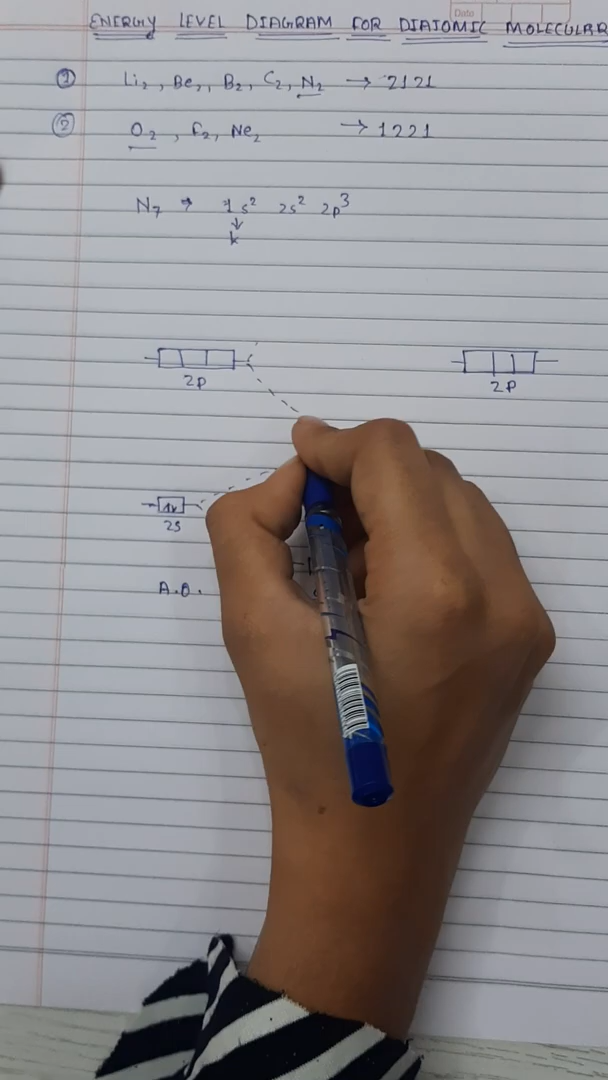 Date
ENERGY LEVEL DIAGRAM FOR DIATOMIC MOLECULAR
① Li₂, Be₂, B₂, C₂, N₂ → 2121
② O₂, F₂, Ne₂ → 1221
N₇ → 1s² 2s² 2p³
↓
k
2p 2p
2s
A.O.